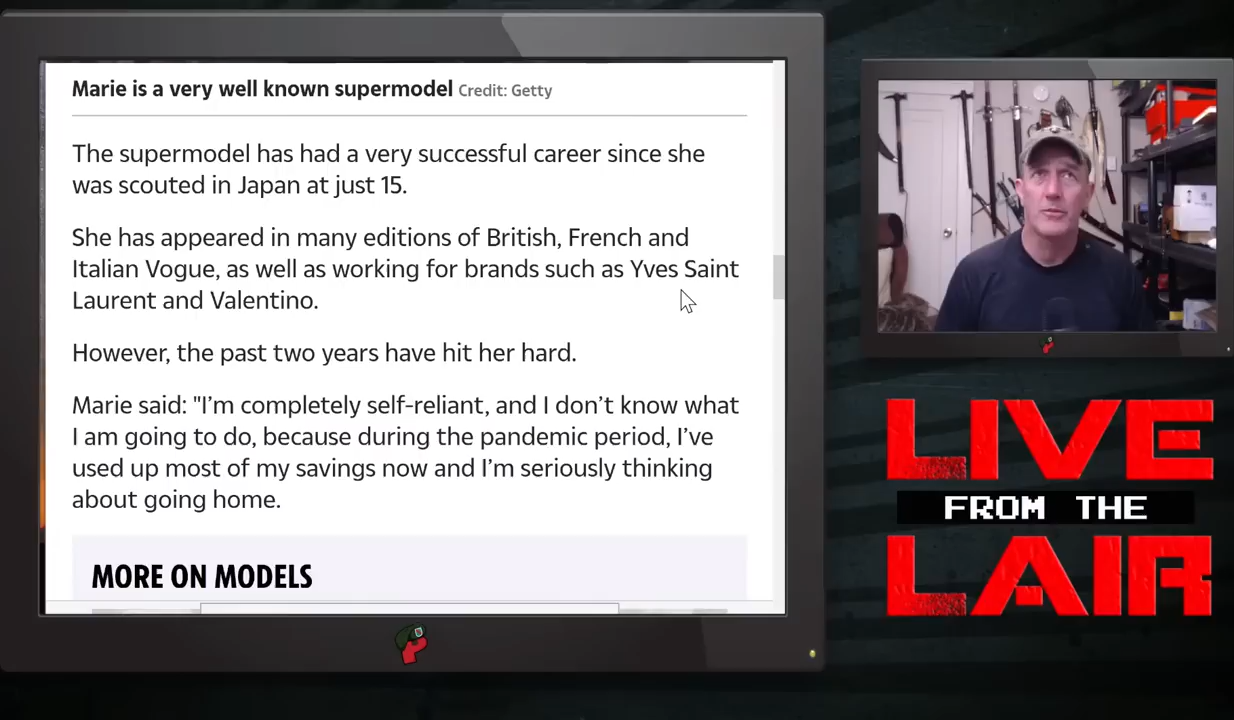 Marie is a very well known supermodel Credit: Getty
The supermodel has had a very successful career since she
was scouted in Japan at just 15.
She has appeared in many editions of British, French and
Italian Vogue, as well as working for brands such as Yves Saint
Laurent and Valentino.
However, the past two years have hit her hard.
Marie said: "I’m completely self-reliant, and I don’t know what
I am going to do, because during the pandemic period, I’ve
used up most of my savings now and I’m seriously thinking
about going home.
MORE ON MODELS
LIVE
FROM THE
LAIR